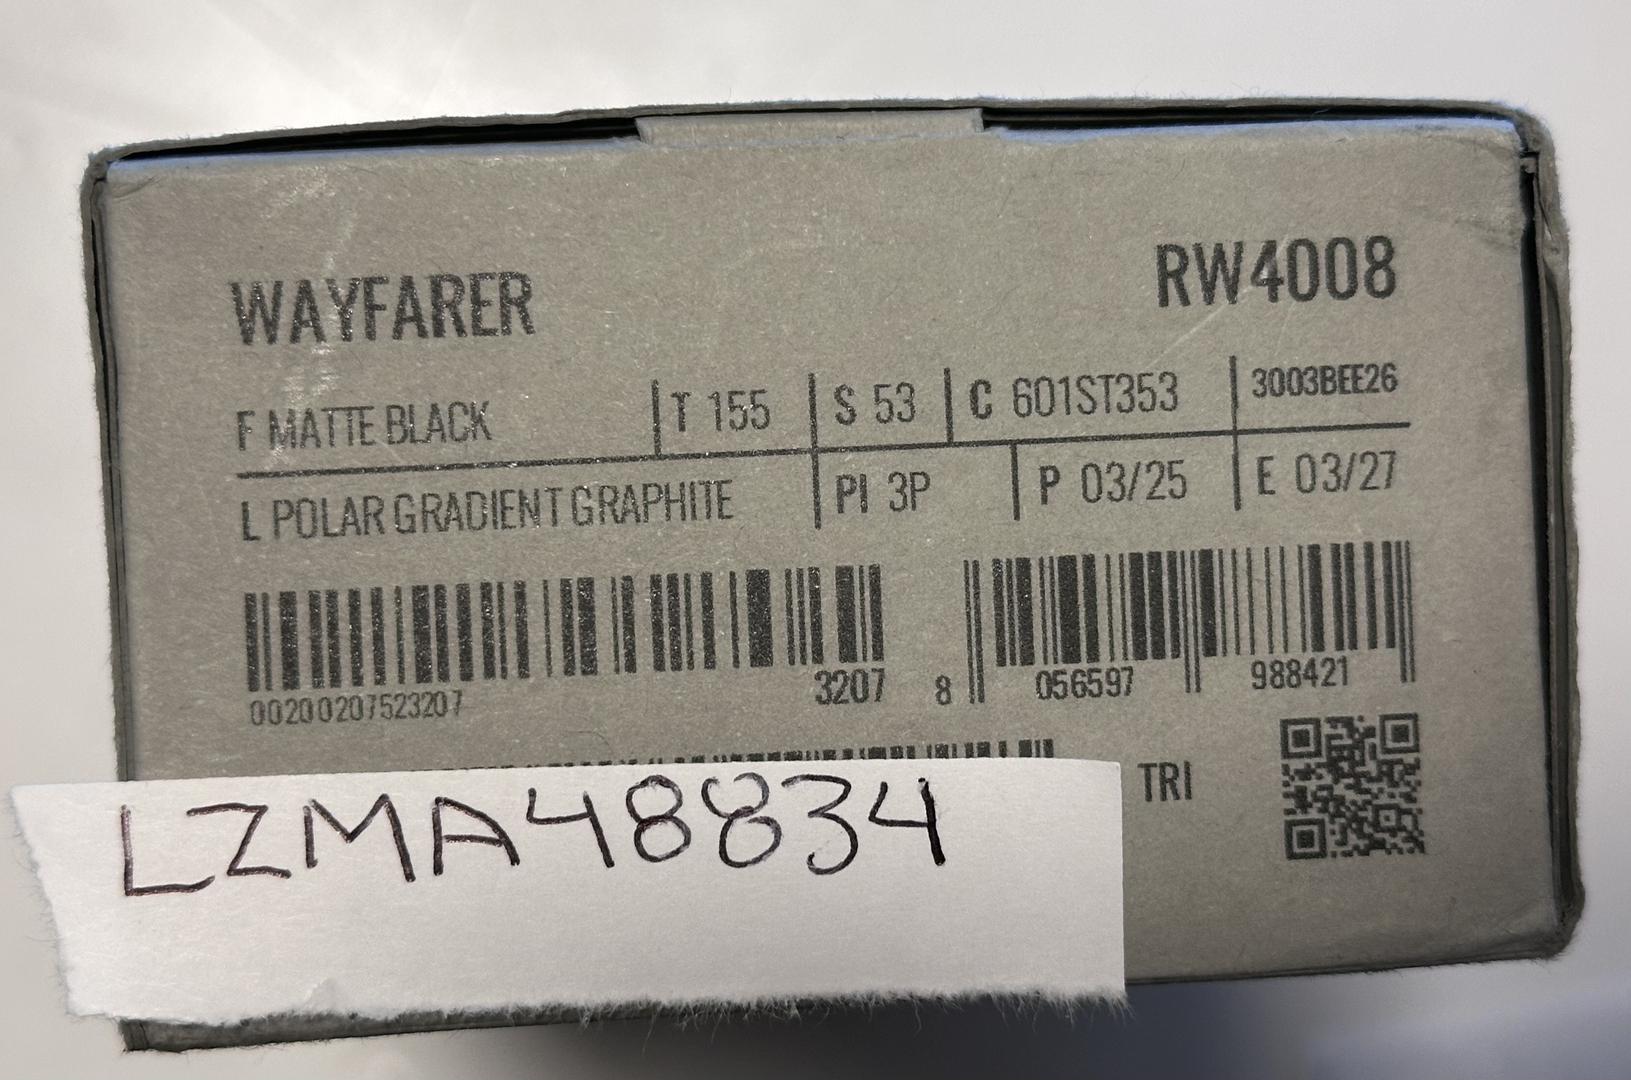 WAYFARER
RW4008
F MATTE BLACK T 155 S 53 C 601ST353 3003BEE26
L POLAR GRADIENT GRAPHITE PI 3P P 03/25 E 03/27
00200207523207 3207 8 056597 988421
TRI
LZMA48834